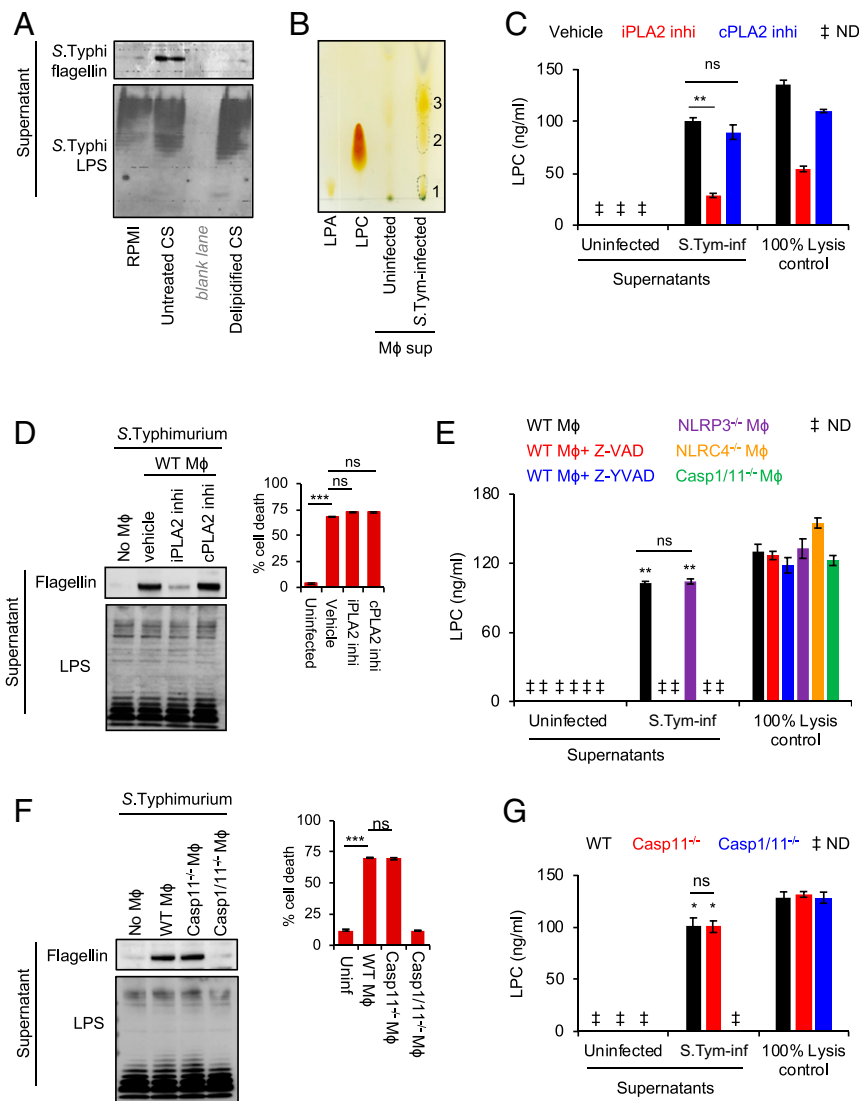 A
Supernatant
S.Typhi
flagellin
S.Typhi
LPS
RPMI
Untreated CS
blank lane
Delipidified CS
B
3
2
1
LPA
LPC
Uninfected
S.Tym-infected
Mϕ sup
C
Vehicle iPLA2 inhi cPLA2 inhi ‡ ND
LPC (ng/ml)
150
100
50
0
ns
**
‡ ‡ ‡
Uninfected S.Tym-inf 100% Lysis
control
Supernatants
D
S.Typhimurium
WT Mϕ
No Mϕ
vehicle
iPLA2 inhi
cPLA2 inhi
Supernatant
Flagellin
LPS
% cell death
100
75
50
25
0
ns
*** ns
Uninfected
Vehicle
iPLA2 inhi
cPLA2 inhi
E
WT Mϕ NLRP3-/- Mϕ ‡ ND
WT Mϕ+ Z-VAD NLRC4-/- Mϕ
WT Mϕ+ Z-YVAD Casp1/11-/- Mϕ
LPC (ng/ml)
180
120
60
0
ns
** **
‡ ‡ ‡ ‡ ‡ ‡ ‡ ‡ ‡ ‡
Uninfected S.Tym-inf 100% Lysis
control
Supernatants
F
S.Typhimurium
No Mϕ
WT Mϕ
Casp11-/- Mϕ
Casp1/11-/- Mϕ
Supernatant
Flagellin
LPS
% cell death
100
75
50
25
0
*** ns
Uninf
WT Mϕ
Casp11-/- Mϕ
Casp1/11-/- Mϕ
G
WT Casp11-/- Casp1/11-/- ‡ ND
LPC (ng/ml)
150
100
50
0
ns
* *
‡ ‡ ‡ ‡
Uninfected S.Tym-inf 100% Lysis
control
Supernatants